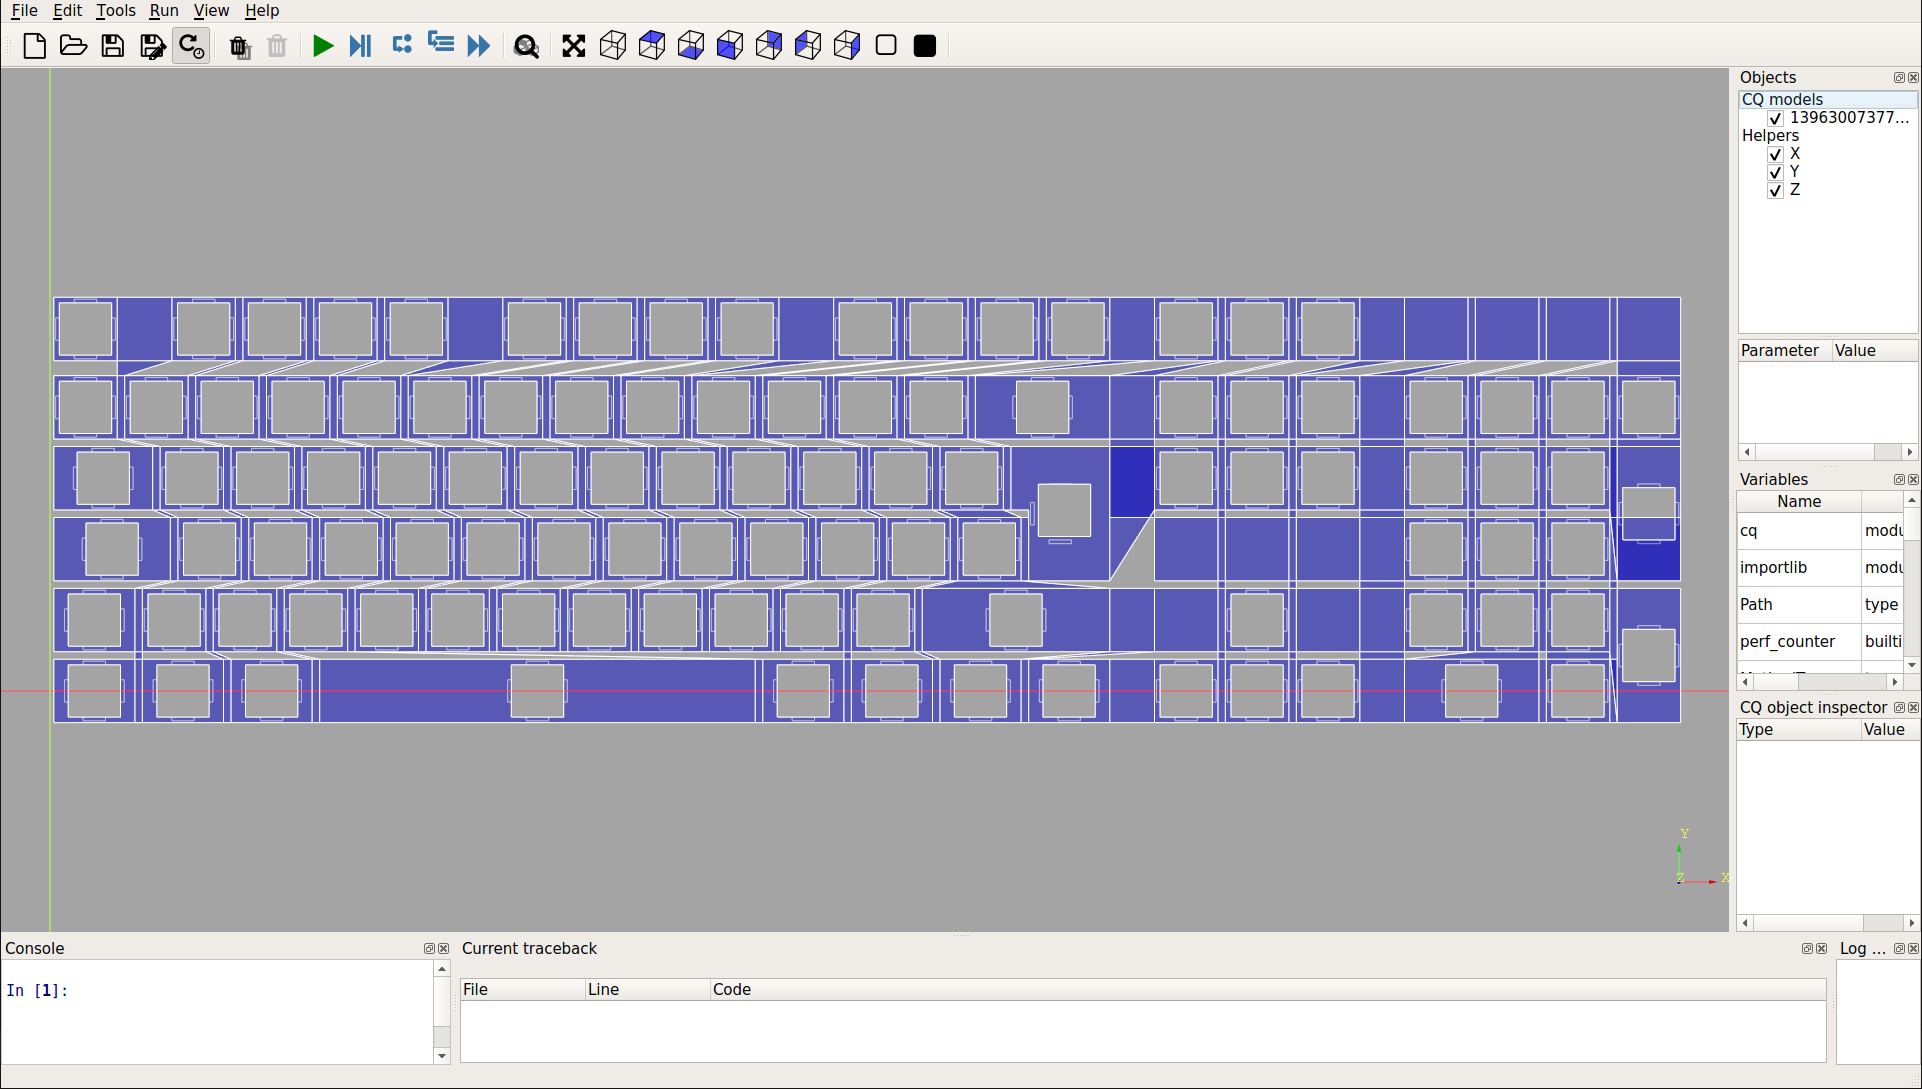 File Edit Tools Run View Help
Objects
CQ models
13963007377...
Helpers
X
Y
Z
Parameter Value
Variables
Name
cq modu
importlib modu
Path type
perf_counter builti
CQ object inspector
Type Value
Y
Z X
Console
In [1]:
Current traceback
File Line Code
Log ...